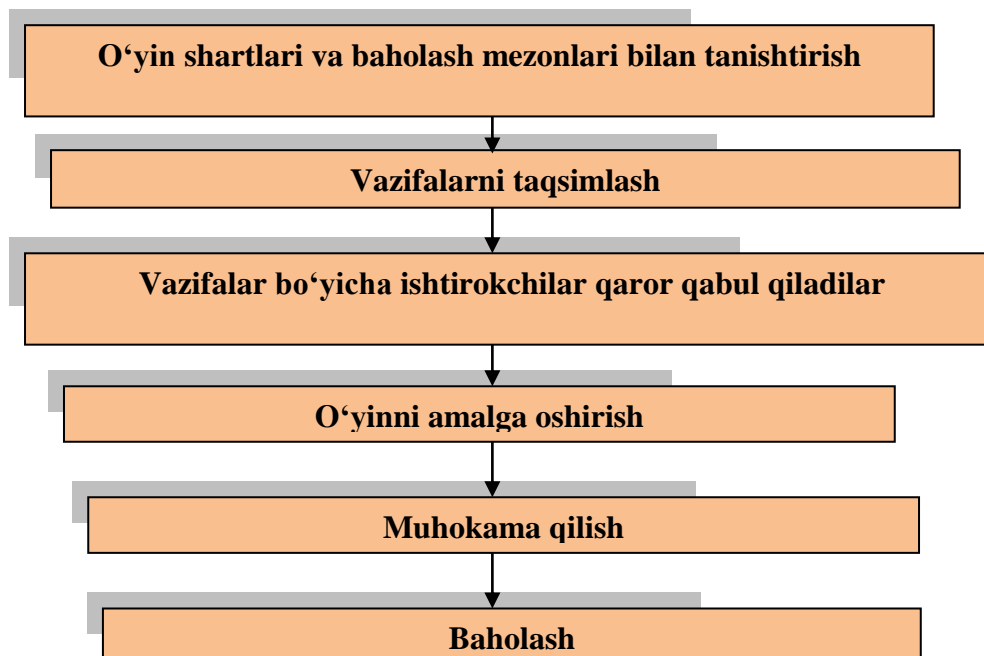 O‘yin shartlari va baholash mezonlari bilan tanishtirish
Vazifalarni taqsimlash
Vazifalar bo‘yicha ishtirokchilar qaror qabul qiladilar
O‘yinni amalga oshirish
Muhokama qilish
Baholash